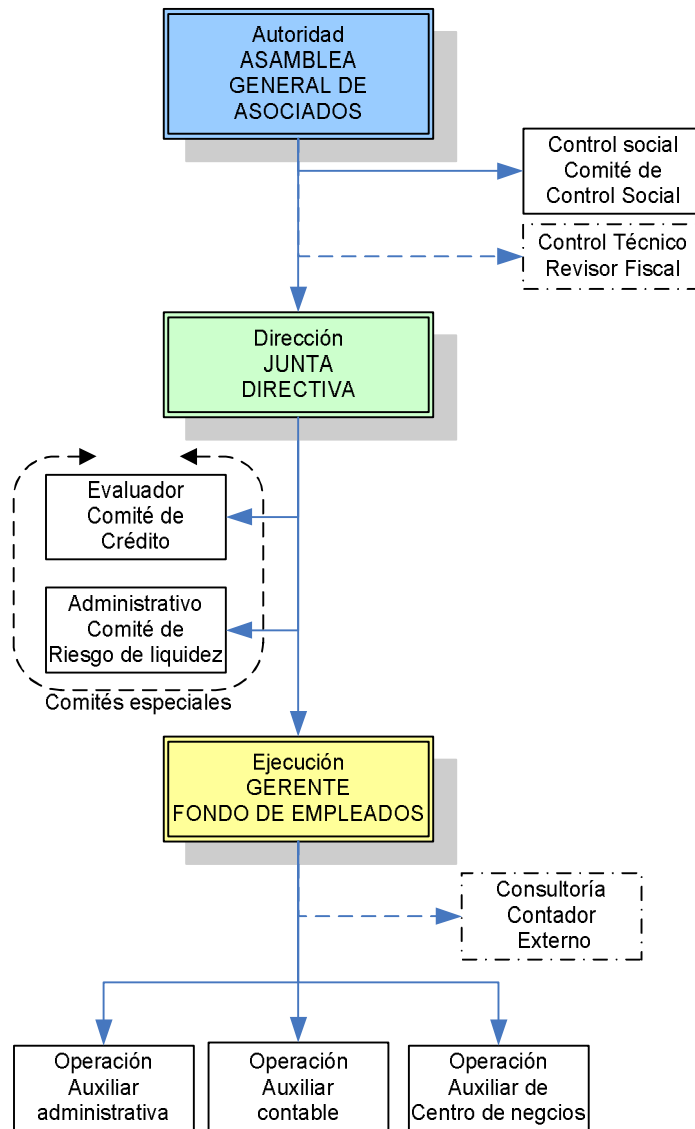 Autoridad
ASAMBLEA
GENERAL DE
ASOCIADOS
Control social
Comité de
Control Social
Control Técnico
Revisor Fiscal
Dirección
JUNTA
DIRECTIVA
Evaluador
Comité de
Crédito
Administrativo
Comité de
Riesgo de liquidez
Comités especiales
Ejecución
GERENTE
FONDO DE EMPLEADOS
Consultoría
Contador
Externo
Operación
Auxiliar
administrativa
Operación
Auxiliar
contable
Operación
Auxiliar de
Centro de negcios